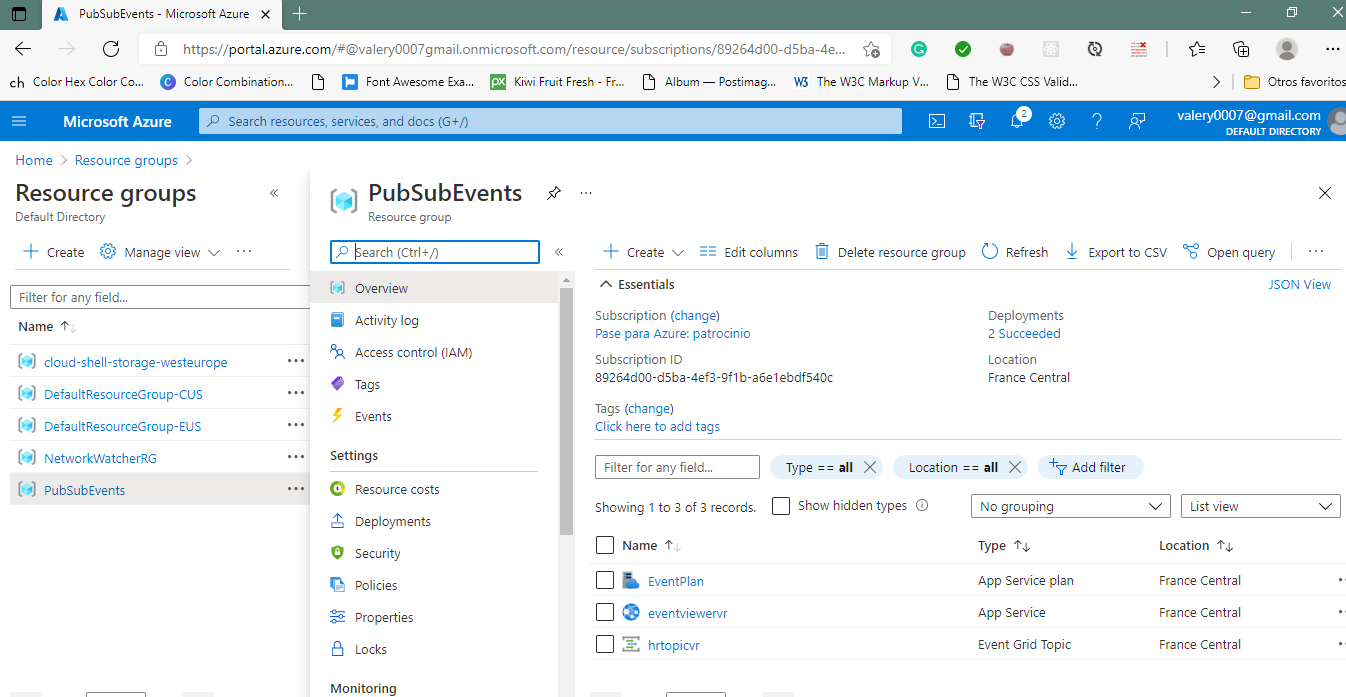 PubSubEvents - Microsoft Azure
https://portal.azure.com/#@valery0007gmail.onmicrosoft.com/resource/subscriptions/89264d00-d5ba-4e...
ch Color Hex Color Co... Color Combination... Font Awesome Exa... Kiwi Fruit Fresh - Fr... Album — Postimag... W3 The W3C Markup V... The W3C CSS Valid... Otros favoritos
Microsoft Azure
Search resources, services, and docs (G+/)
2
valery0007@gmail.com
DEFAULT DIRECTORY
Home > Resource groups >
Resource groups
Default Directory
Create Manage view
Filter for any field...
Name
cloud-shell-storage-westeurope
DefaultResourceGroup-CUS
DefaultResourceGroup-EUS
NetworkWatcherRG
PubSubEvents
PubSubEvents
Resource group
Search (Ctrl+/)
Overview
Activity log
Access control (IAM)
Tags
Events
Settings
Resource costs
Deployments
Security
Policies
Properties
Locks
Monitoring
Create Edit columns Delete resource group Refresh Export to CSV Open query
Essentials
JSON View
Subscription (change)
Pase para Azure: patrocinio
Subscription ID
89264d00-d5ba-4ef3-9f1b-a6e1ebdf540c
Tags (change)
Click here to add tags
Deployments
2 Succeeded
Location
France Central
Filter for any field... Type == all Location == all Add filter
Showing 1 to 3 of 3 records. Show hidden types No grouping List view
Name Type Location
EventPlan App Service plan France Central
eventviewervr App Service France Central
hrtopicvr Event Grid Topic France Central